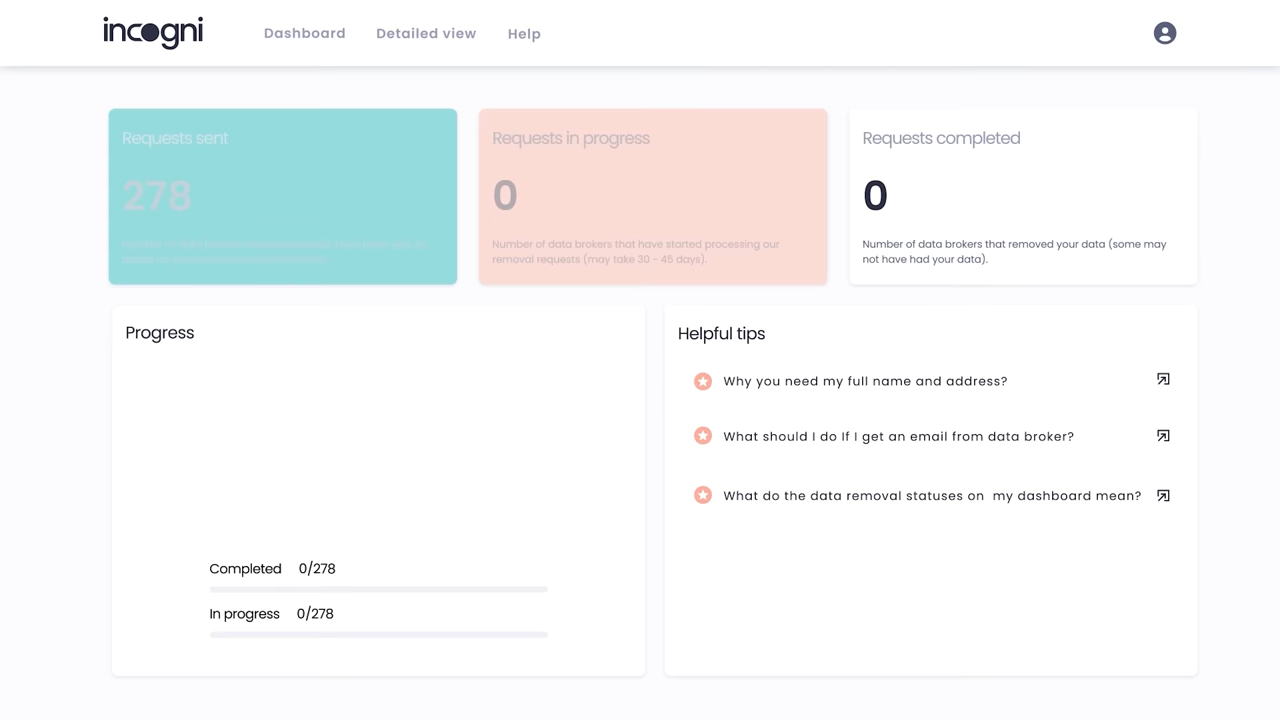 incogni
Dashboard
Detailed view
Help
Requests sent
278
Requests in progress
0
Number of data brokers that have started processing our
removal requests (may take 30 - 45 days).
Requests completed
0
Number of data brokers that removed your data (some may
not have had your data).
Progress
Completed 0/278
In progress 0/278
Helpful tips
Why you need my full name and address?
What should I do If I get an email from data broker?
What do the data removal statuses on my dashboard mean?